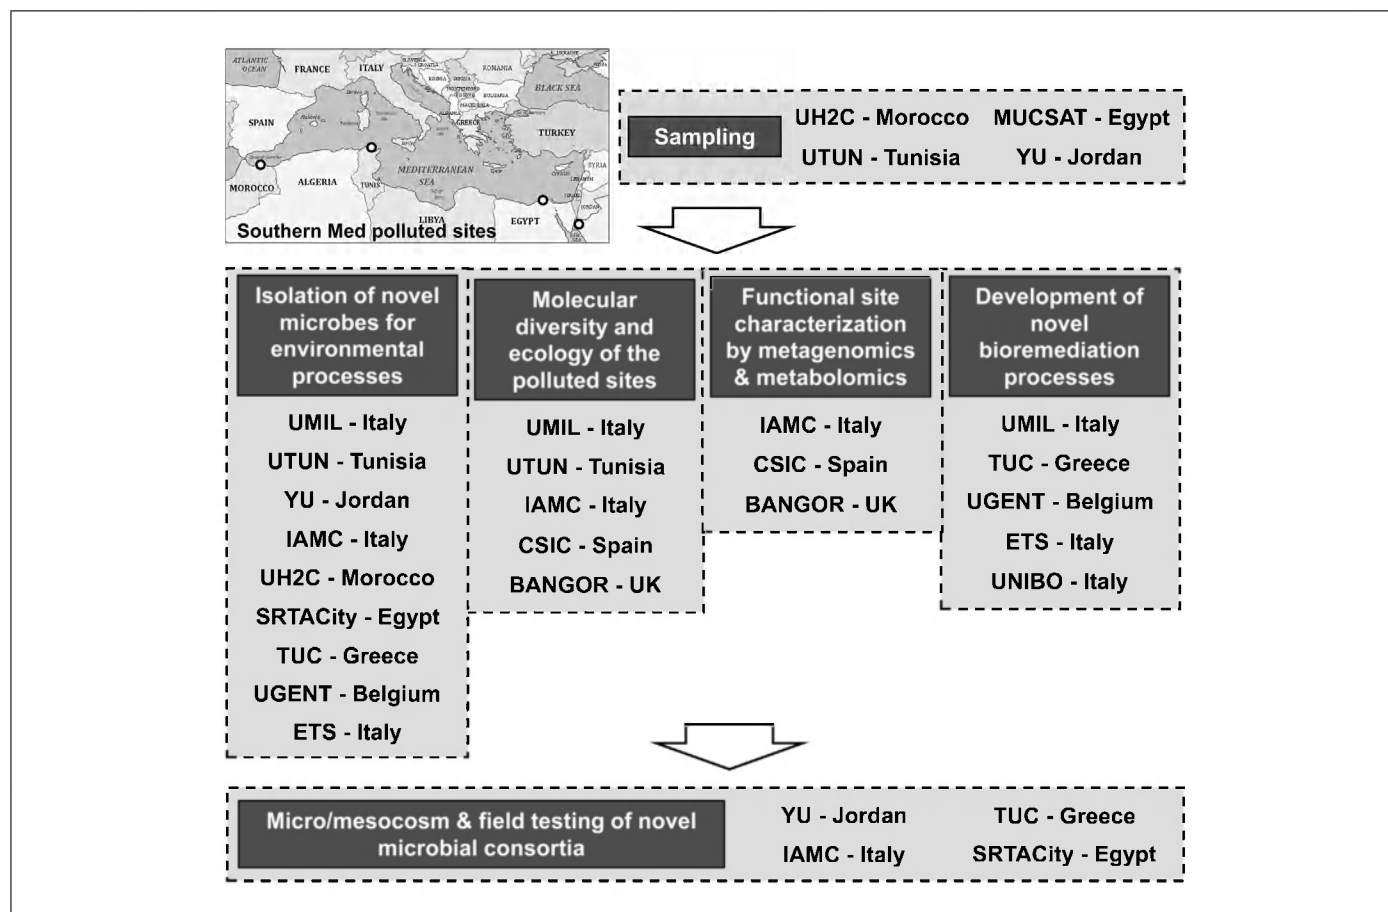 ATLANTIC
OCEAN
FRANCE
ITALY
ROMANIA
BLACK SEA
SPAIN
GREECE
TURKEY
MEDITERRANEAN
SEA
SYRIA
MOROCCO
ALGERIA
TUNIS
LIBYA
EGYPT
Southern Med polluted sites
Sampling
UH2C - Morocco MUCSAT - Egypt
UTUN - Tunisia YU - Jordan
Isolation of novel
microbes for
environmental
processes
UMIL - Italy
UTUN - Tunisia
YU - Jordan
IAMC - Italy
UH2C - Morocco
SRTACity - Egypt
TUC - Greece
UGENT - Belgium
ETS - Italy
Molecular
diversity and
ecology of the
polluted sites
UMIL - Italy
UTUN - Tunisia
IAMC - Italy
CSIC - Spain
BANGOR - UK
Functional site
characterization
by metagenomics
& metabolomics
IAMC - Italy
CSIC - Spain
BANGOR - UK
Development of
novel
bioremediation
processes
UMIL - Italy
TUC - Greece
UGENT - Belgium
ETS - Italy
UNIBO - Italy
Micro/mesocosm & field testing of novel
microbial consortia
YU - Jordan TUC - Greece
IAMC - Italy SRTACity - Egypt